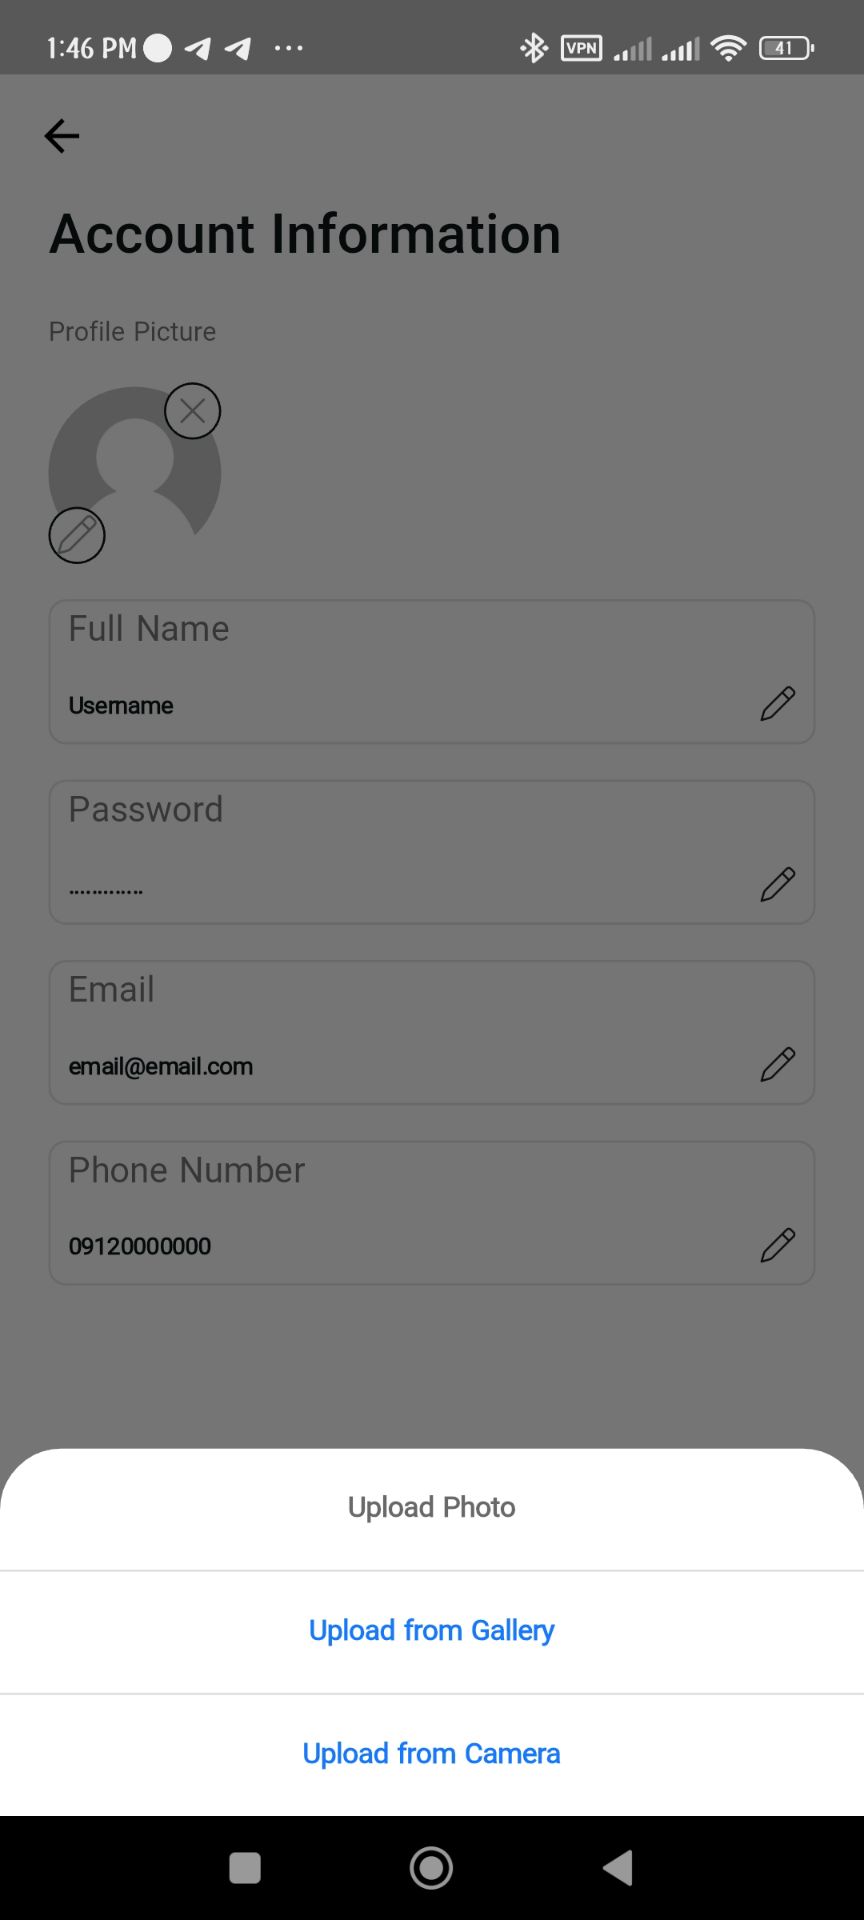 1:46 PM
VPN
41
Account Information
Profile Picture
Full Name
Username
Password
.............
Email
email@email.com
Phone Number
09120000000
Upload Photo
Upload from Gallery
Upload from Camera